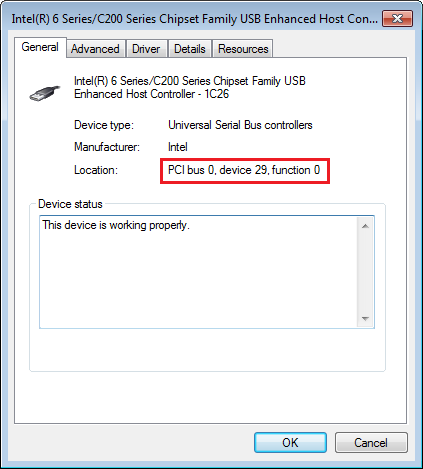 Intel(R) 6 Series/C200 Series Chipset Family USB Enhanced Host Con...
General Advanced Driver Details Resources
Intel(R) 6 Series/C200 Series Chipset Family USB
Enhanced Host Controller - 1C26
Device type: Universal Serial Bus controllers
Manufacturer: Intel
Location: PCI bus 0, device 29, function 0
Device status
This device is working properly.
OK Cancel